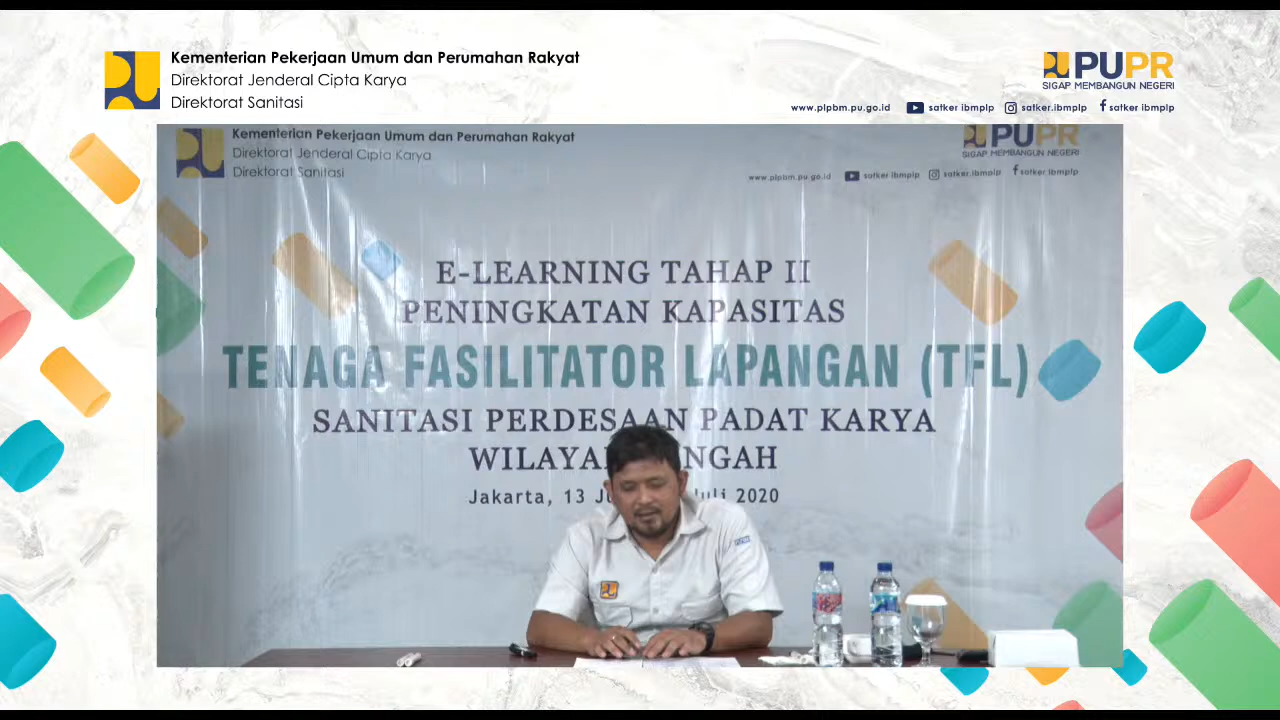 Kementerian Pekerjaan Umum dan Perumahan Rakyat
Direktorat Jenderal Cipta Karya
Direktorat Sanitasi
PUPR
SIGAP MEMBANGUN NEGERI
www.plpbm.pu.go.id satker ibmplp satker.ibmplp satker ibmplp
Kementerian Pekerjaan Umum dan Perumahan Rakyat
Direktorat Jenderal Cipta Karya
Direktorat Sanitasi
PUPR
SIGAP MEMBANGUN NEGERI
www.plpbm.pu.go.id satker ibmplp satker.ibmplp satker.ibmplp
E-LEARNING TAHAP II
PENINGKATAN KAPASITAS
TENAGA FASILITATOR LAPANGAN (TFL)
SANITASI PERDESAAN PADAT KARYA
WILAYA NGAH
Jakarta, 13 Ju Juli 2020